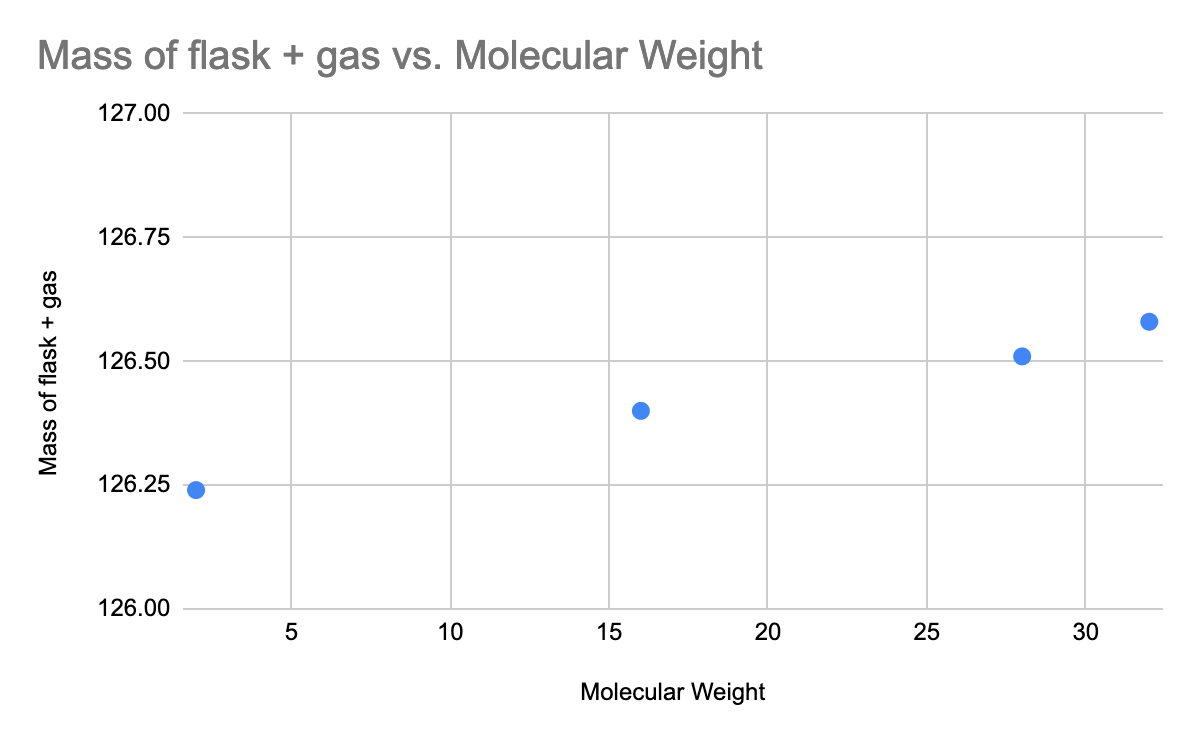 Mass of flask + gas vs. Molecular Weight
127.00
126.75
126.50
126.25
126.00
Mass of flask + gas
5 10 15 20 25 30
Molecular Weight